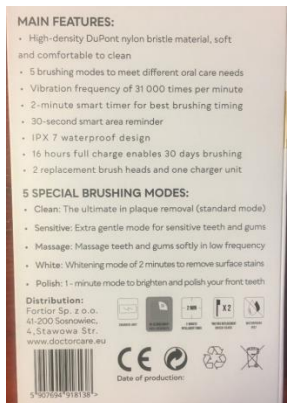 MAIN FEATURES:
• High-density DuPont nylon bristle material, soft
and comfortable to clean
• 5 brushing modes to meet different oral care needs
• Vibration frequency of 31 000 times per minute
• 2-minute smart timer for best brushing timing
• 30-second smart area reminder
• IPX 7 waterproof design
• 16 hours full charge enables 30 days brushing
• 2 replacement brush heads and one charger unit
5 SPECIAL BRUSHING MODES:
• Clean: The ultimate in plaque removal (standard mode)
• Sensitive: Extra gentle mode for sensitive teeth and gums
• Massage: Massage teeth and gums softly in low frequency
• White: Whitening mode of 2 minutes to remove surface stains
• Polish: 1 - minute mode to brighten and polish your front teeth
Distribution:
Fortior Sp. z o.o.
41-200 Sosnowiec,
4,Stawowa Str.
www.doctorcare.eu
2 MIN
X 2
CE
Date of production:
5 907694 918138 >